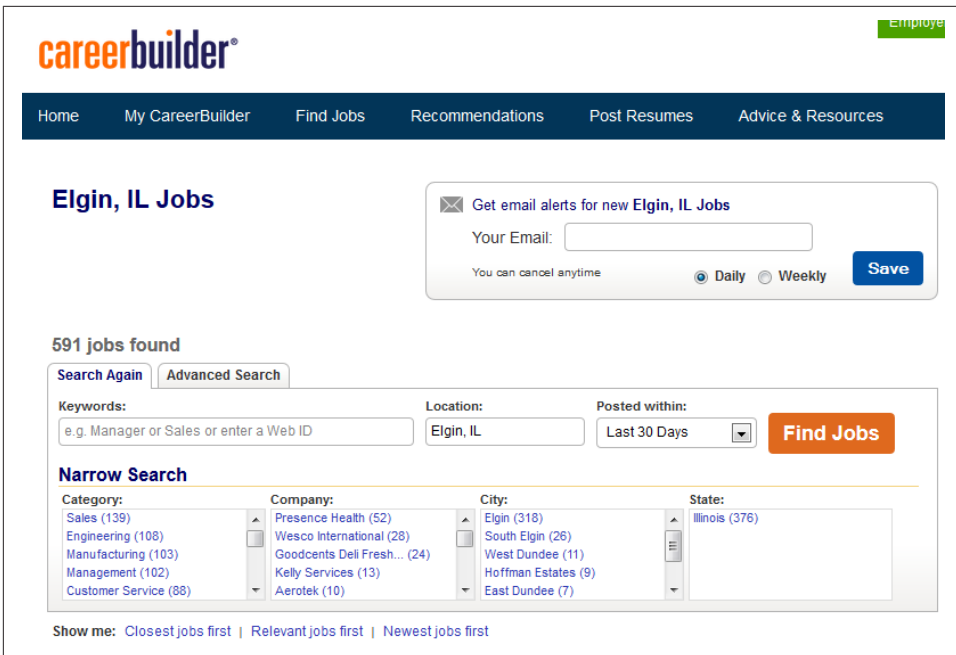 Employe
careerbuilder®
Home My CareerBuilder Find Jobs Recommendations Post Resumes Advice & Resources
Elgin, IL Jobs
Get email alerts for new Elgin, IL Jobs
Your Email:
You can cancel anytime Daily Weekly Save
591 jobs found
Search Again Advanced Search
Keywords: Location: Posted within:
e.g. Manager or Sales or enter a Web ID Elgin, IL Last 30 Days Find Jobs
Narrow Search
Category: Company: City: State:
Sales (139) Presence Health (52) Elgin (318) Illinois (376)
Engineering (108) Wesco International (28) South Elgin (26)
Manufacturing (103) Goodcents Deli Fresh... (24) West Dundee (11)
Management (102) Kelly Services (13) Hoffman Estates (9)
Customer Service (88) Aerotek (10) East Dundee (7)
Show me: Closest jobs first | Relevant jobs first | Newest jobs first